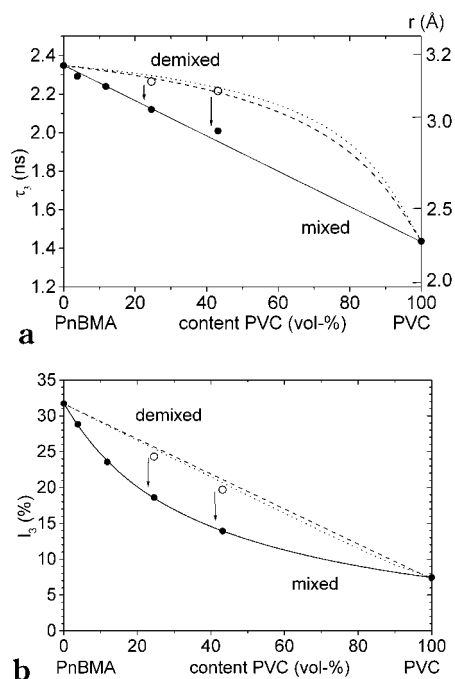 r (Å)
2.4
2.2
2.0
1.8
1.6
1.4
1.2
τ₃ (ns)
3.2
3.0
2.5
2.0
demixed
mixed
0 20 40 60 80 100
PnBMA content PVC (vol-%) PVC
a
35
30
25
20
15
10
5
0
I₃(%)
demixed
mixed
0 20 40 60 80 100
PnBMA content PVC (vol-%) PVC
b